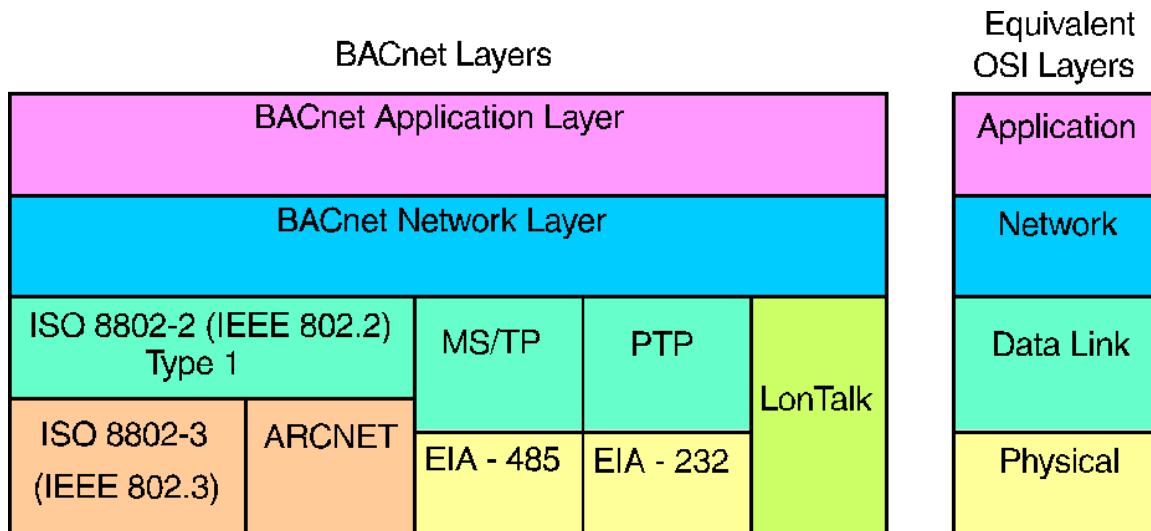 BACnet Layers
Equivalent
OSI Layers
BACnet Application Layer
Application
BACnet Network Layer
Network
ISO 8802-2 (IEEE 802.2)
Type 1
MS/TP
PTP
LonTalk
Data Link
ISO 8802-3
(IEEE 802.3)
ARCNET
EIA - 485
EIA - 232
Physical